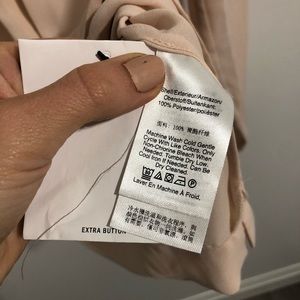 Shell/Exterieur/Armazon/
Oberstoff/Buitenkant:
100% Polyester/polyester
面料: 100% 聚酯纤维
Machine Wash Cold Gentle
Cycle With Like Colors. Only
Non-Chlorine Bleach When If
Needed. Tumble Dry Low.
Cool Iron If Needed. Can Be
Dry Cleaned.
Laver En Machine À Froid,
EXTRA BUTTON